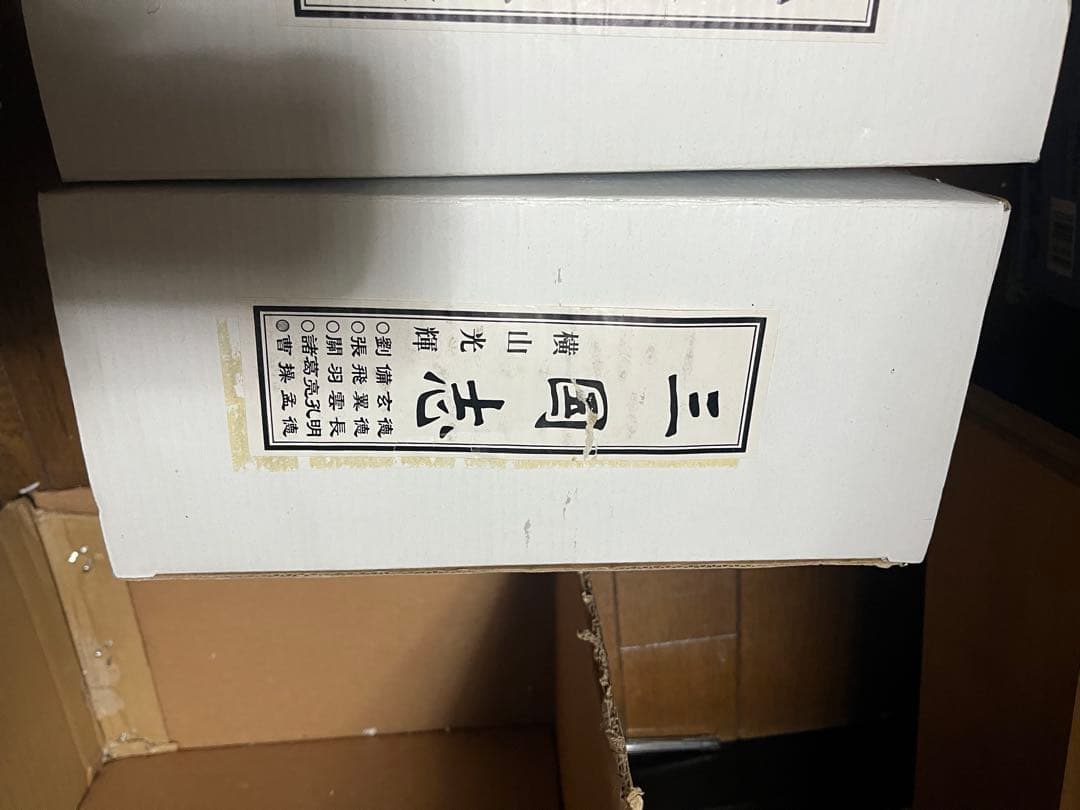 三國志
横山光輝
○劉備玄徳
○張飛翼徳
○關羽雲長
○諸葛亮孔明
●曹操孟徳